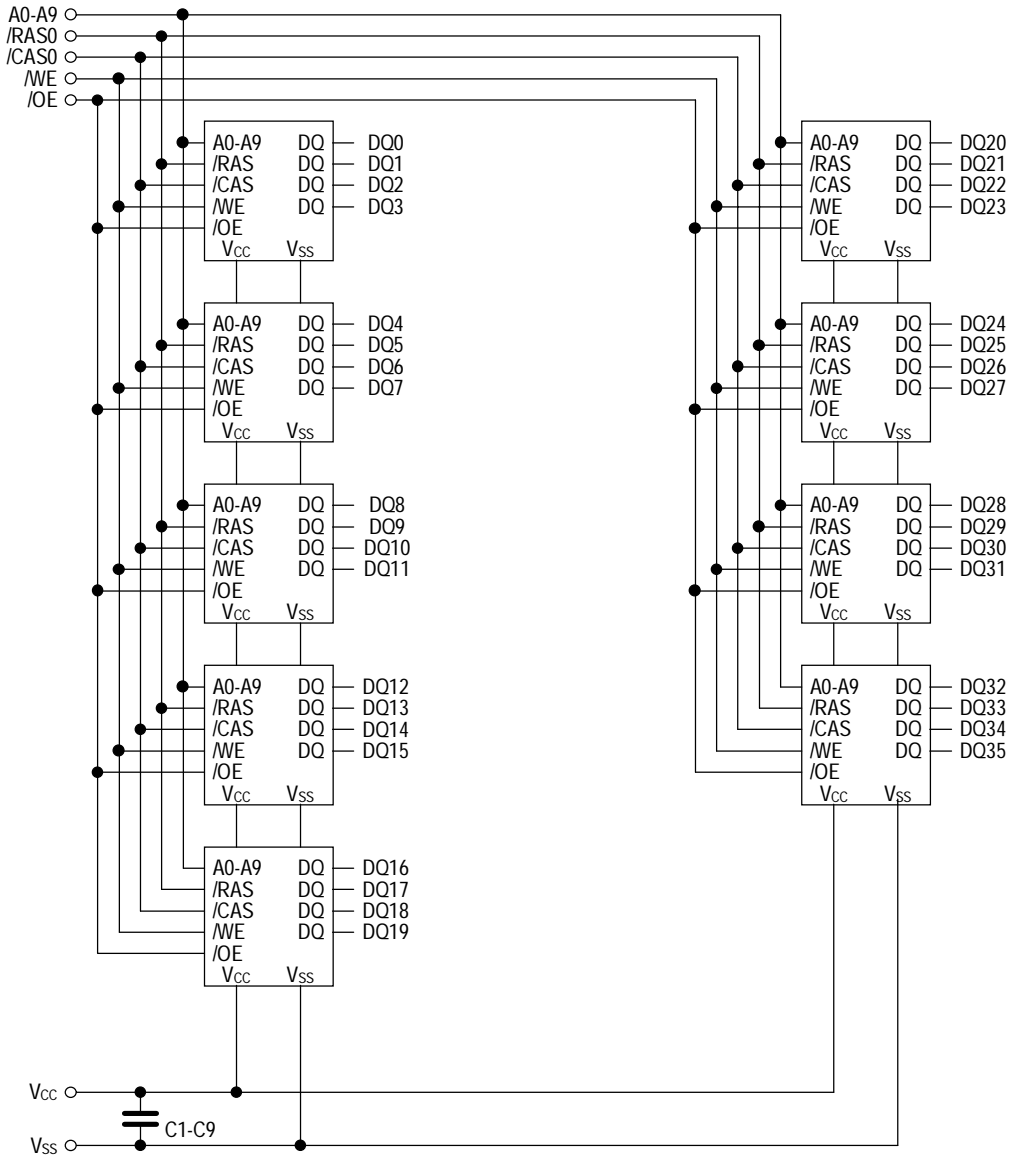 A0-A9
/RAS0
/CAS0
/WE
/OE
A0-A9 DQ DQ0
/RAS DQ DQ1
/CAS DQ DQ2
/WE DQ DQ3
/OE
VCC VSS
A0-A9 DQ DQ4
/RAS DQ DQ5
/CAS DQ DQ6
/WE DQ DQ7
/OE
VCC VSS
A0-A9 DQ DQ8
/RAS DQ DQ9
/CAS DQ DQ10
/WE DQ DQ11
/OE
VCC VSS
A0-A9 DQ DQ12
/RAS DQ DQ13
/CAS DQ DQ14
/WE DQ DQ15
/OE
VCC VSS
A0-A9 DQ DQ16
/RAS DQ DQ17
/CAS DQ DQ18
/WE DQ DQ19
/OE
VCC VSS
A0-A9 DQ DQ20
/RAS DQ DQ21
/CAS DQ DQ22
/WE DQ DQ23
/OE
VCC VSS
A0-A9 DQ DQ24
/RAS DQ DQ25
/CAS DQ DQ26
/WE DQ DQ27
/OE
VCC VSS
A0-A9 DQ DQ28
/RAS DQ DQ29
/CAS DQ DQ30
/WE DQ DQ31
/OE
VCC VSS
A0-A9 DQ DQ32
/RAS DQ DQ33
/CAS DQ DQ34
/WE DQ DQ35
/OE
VCC VSS
VCC
C1-C9
VSS